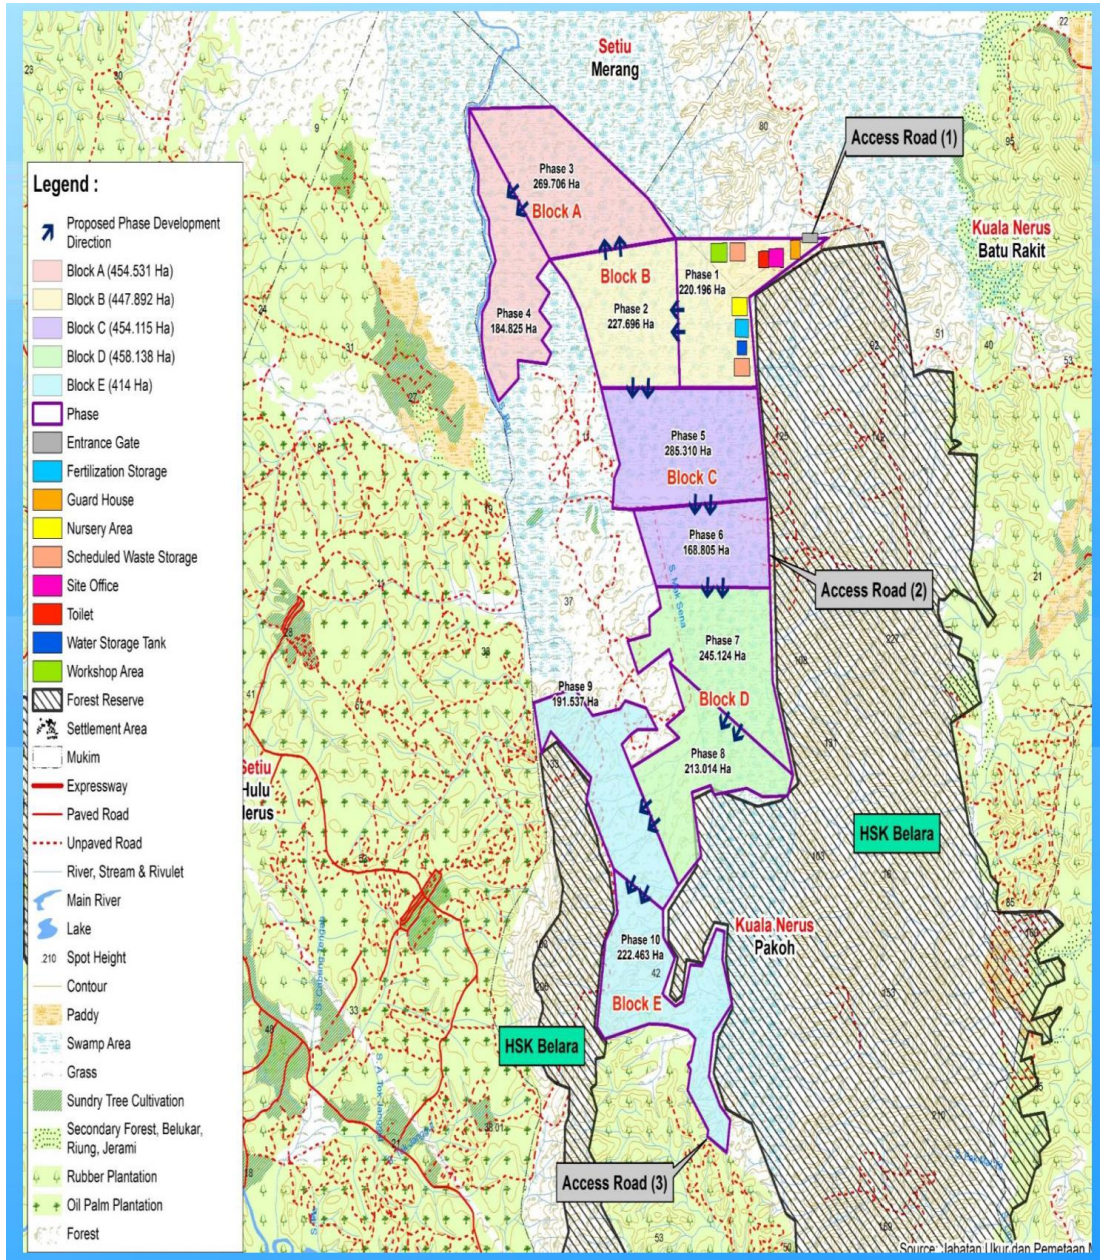 Legend :
Proposed Phase Development
Direction
Block A (454.531 Ha)
Block B (447.892 Ha)
Block C (454.115 Ha)
Block D (458.138 Ha)
Block E (414 Ha)
Phase
Entrance Gate
Fertilization Storage
Guard House
Nursery Area
Scheduled Waste Storage
Site Office
Toilet
Water Storage Tank
Workshop Area
Forest Reserve
Settlement Area
Mukim
Expressway
Paved Road
Unpaved Road
River, Stream & Rivulet
Main River
Lake
.210 Spot Height
Contour
Paddy
Swamp Area
Grass
Sundry Tree Cultivation
Secondary Forest, Belukar,
Riung, Jerami
Rubber Plantation
Oil Palm Plantation
Forest
Setiu
Merang
Access Road (1)
Kuala Nerus
Batu Rakit
Phase 3
269.706 Ha
Block A
Block B
Phase 1
220.196 Ha
Phase 2
227.696 Ha
Phase 4
184.825 Ha
Phase 5
285.310 Ha
Block C
Phase 6
168.805 Ha
Access Road (2)
S. Mak Sena
Phase 7
245.124 Ha
Block D
Phase 9
191.537 Ha
Phase 8
213.014 Ha
Setiu
Hulu
Nerus
HSK Belara
Kuala Nerus
Pakoh
Phase 10
222.463 Ha
Block E
HSK Belara
Access Road (3)
Source: Jabatan Ukur dan Pemetaan M